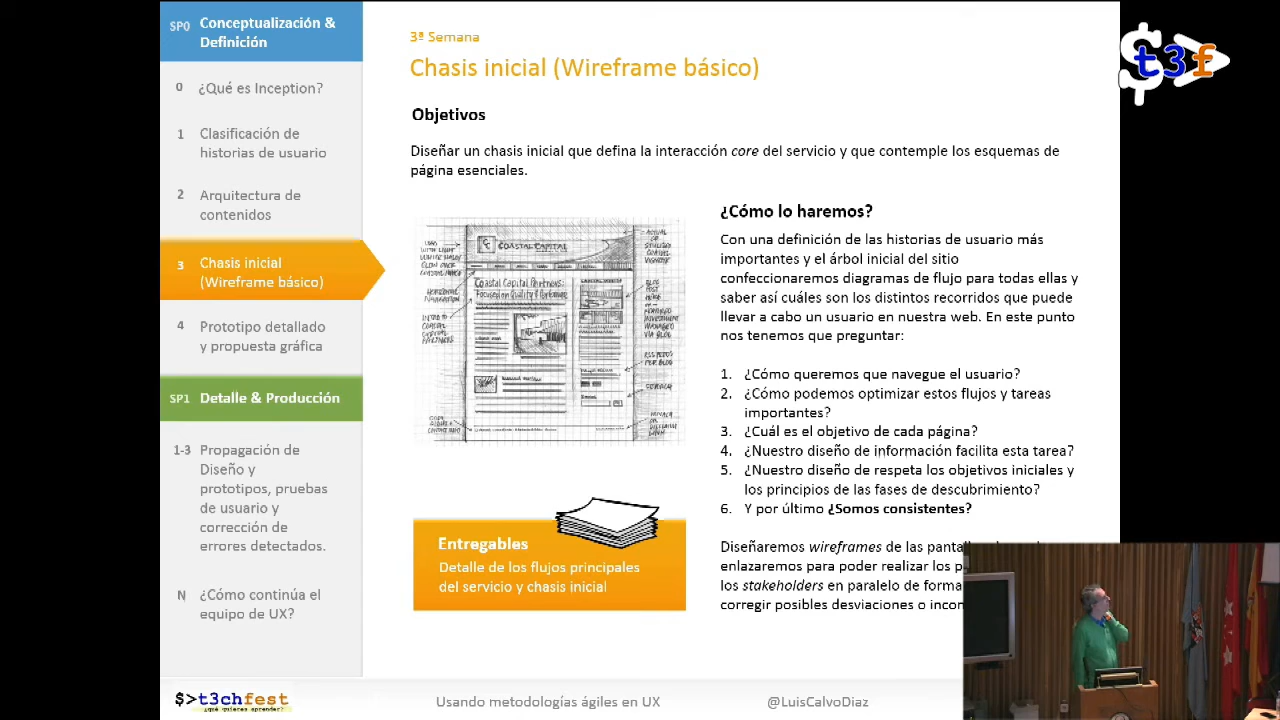 SP0 Conceptualización &
Definición
0 ¿Qué es Inception?
1 Clasificación de
historias de usuario
2 Arquitectura de
contenidos
3 Chasis inicial
(Wireframe básico)
4 Prototipo detallado
y propuesta gráfica
SP1 Detalle & Producción
1-3 Propagación de
Diseño y
prototipos, pruebas
de usuario y
corrección de
errores detectados.
N ¿Cómo continúa el
equipo de UX?
$>t3chfest
¿qué quieres aprender?
3ª Semana
Chasis inicial (Wireframe básico)
Objetivos
Diseñar un chasis inicial que defina la interacción core del servicio y que contemple los esquemas de
página esenciales.
COASTAL CAPITAL
Coastal Capital Partners:
Entregables
Detalle de los flujos principales
del servicio y chasis inicial
¿Cómo lo haremos?
Con una definición de las historias de usuario más
importantes y el árbol inicial del sitio
confeccionaremos diagramas de flujo para todas ellas y
saber así cuáles son los distintos recorridos que puede
llevar a cabo un usuario en nuestra web. En este punto
nos tenemos que preguntar:
1. ¿Cómo queremos que navegue el usuario?
2. ¿Cómo podemos optimizar estos flujos y tareas
importantes?
3. ¿Cuál es el objetivo de cada página?
4. ¿Nuestro diseño de información facilita esta tarea?
5. ¿Nuestro diseño de respeta los objetivos iniciales y
los principios de las fases de descubrimiento?
6. Y por último ¿Somos consistentes?
Diseñaremos wireframes de las
enlazaremos para poder realizar los
los stakeholders en paralelo de
corregir posibles desviaciones o
Usando metodologías ágiles en UX
@LuisCalvoDiaz
$ t3f